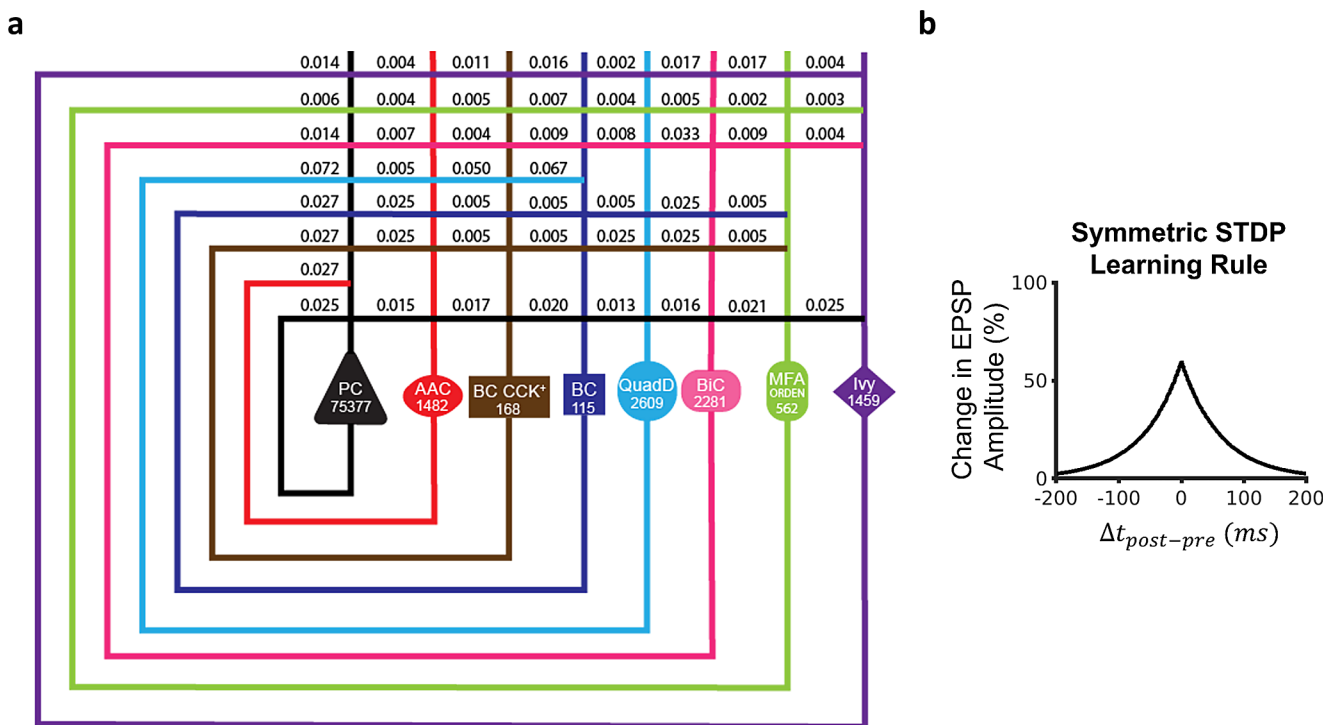 a
b
0.014 0.004 0.011 0.016 0.002 0.017 0.017 0.004
0.006 0.004 0.005 0.007 0.004 0.005 0.002 0.003
0.014 0.007 0.004 0.009 0.008 0.033 0.009 0.004
0.072 0.005 0.050 0.067
0.027 0.025 0.005 0.005 0.005 0.025 0.005
0.027 0.025 0.005 0.005 0.025 0.025 0.005
0.027
0.025 0.015 0.017 0.020 0.013 0.016 0.021 0.025
PC
75377
AAC
1482
BC CCK⁺
168
BC
115
QuadD
2609
BiC
2281
MFA
ORDEN
562
Ivy
1459
Symmetric STDP
Learning Rule
Change in EPSP
Amplitude (%)
100
50
0
-200 -100 0 100 200
Δt_post−pre (ms)